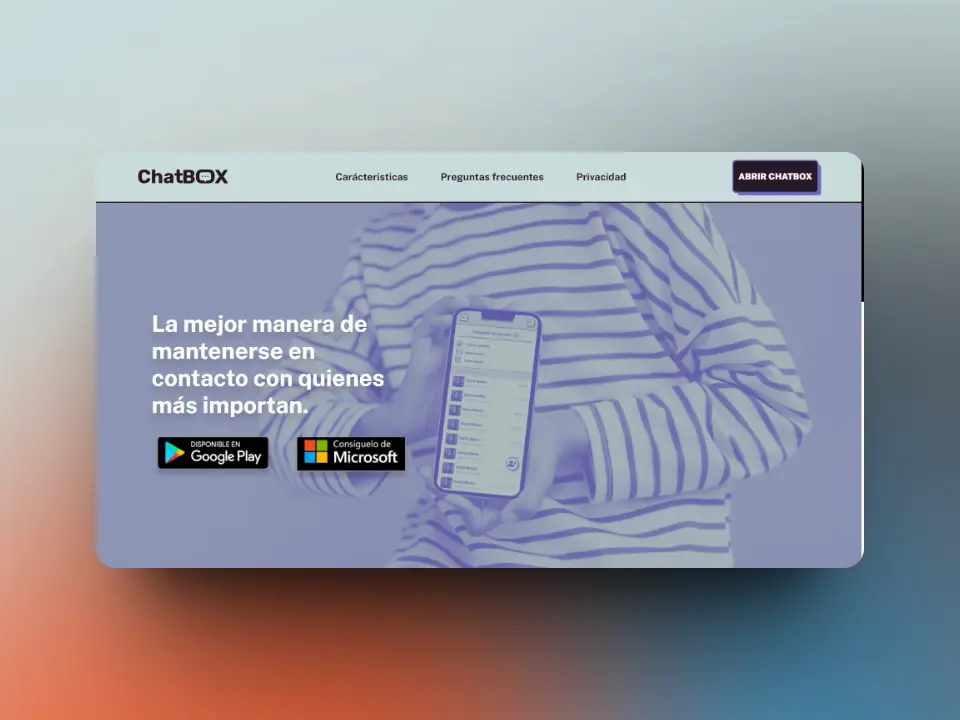 ChatBOX
Carácterísticas
Preguntas frecuentes
Privacidad
ABRIR CHATBOX
La mejor manera de
mantenerse en
contacto con quienes
más importan.
DISPONIBLE EN
Google Play
Consíguelo de
Microsoft